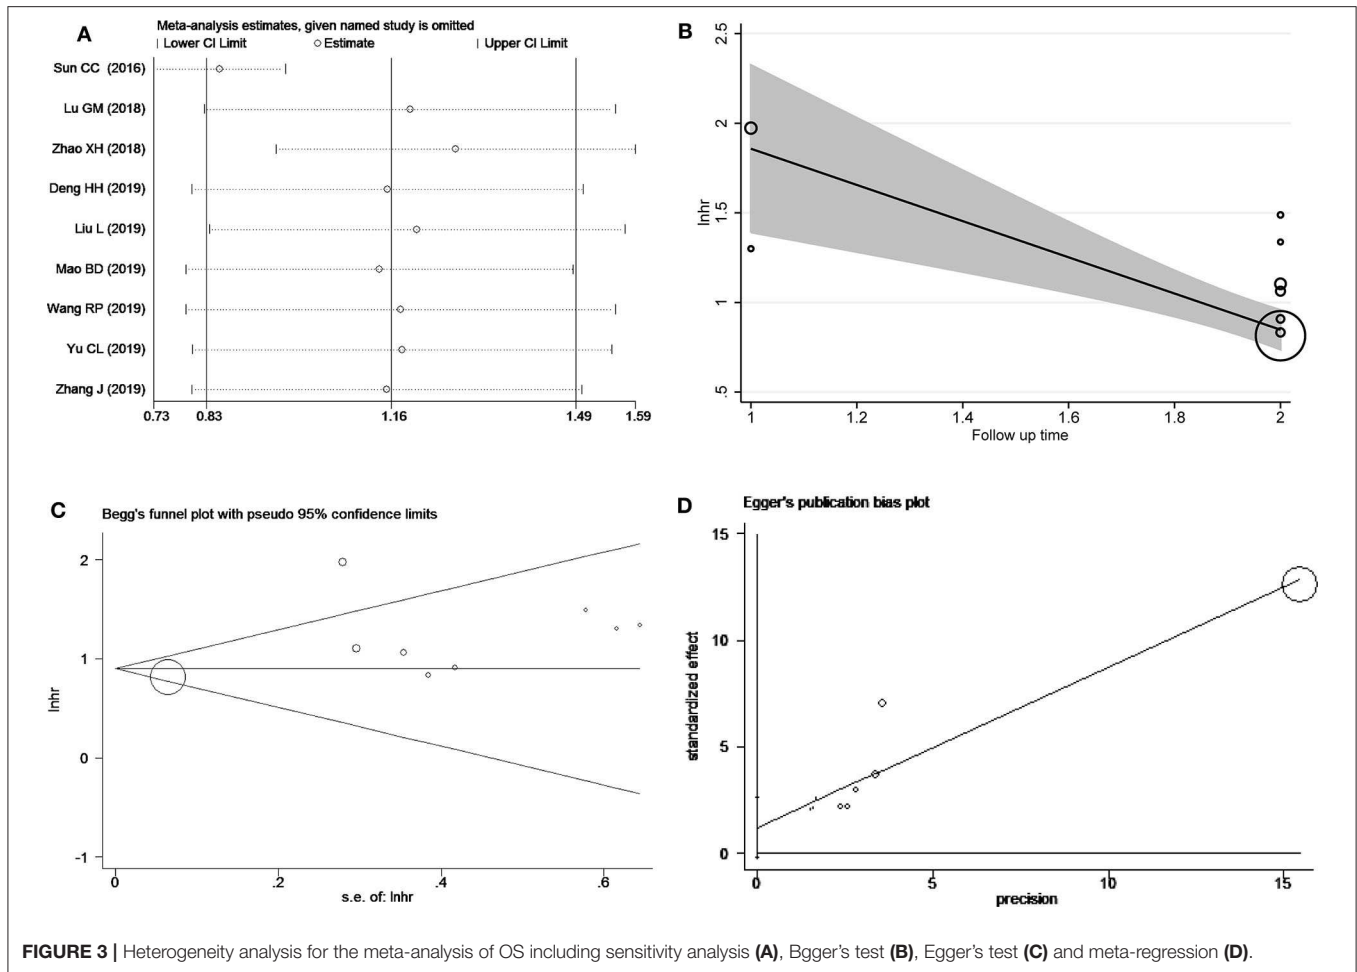 A
Meta-analysis estimates, given named study is omitted
Lower CI Limit
Estimate
Upper CI Limit
Sun CC (2016)
Lu GM (2018)
Zhao XH (2018)
Deng HH (2019)
Liu L (2019)
Mao BD (2019)
Wang RP (2019)
Yu CL (2019)
Zhang J (2019)
0.73 0.83 1.16 1.49 1.59
B
2.5
2
1.5
1
.5
lnhr
1 1.2 1.4 1.6 1.8 2
Follow up time
C
Begg's funnel plot with pseudo 95% confidence limits
2
1
0
-1
lnhr
0 .2 .4 .6
s.e. of: lnhr
D
Egger's publication bias plot
15
10
5
0
standardized effect
0 5 10 15
precision
FIGURE 3 | Heterogeneity analysis for the meta-analysis of OS including sensitivity analysis (A), Bgger's test (B), Egger's test (C) and meta-regression (D).